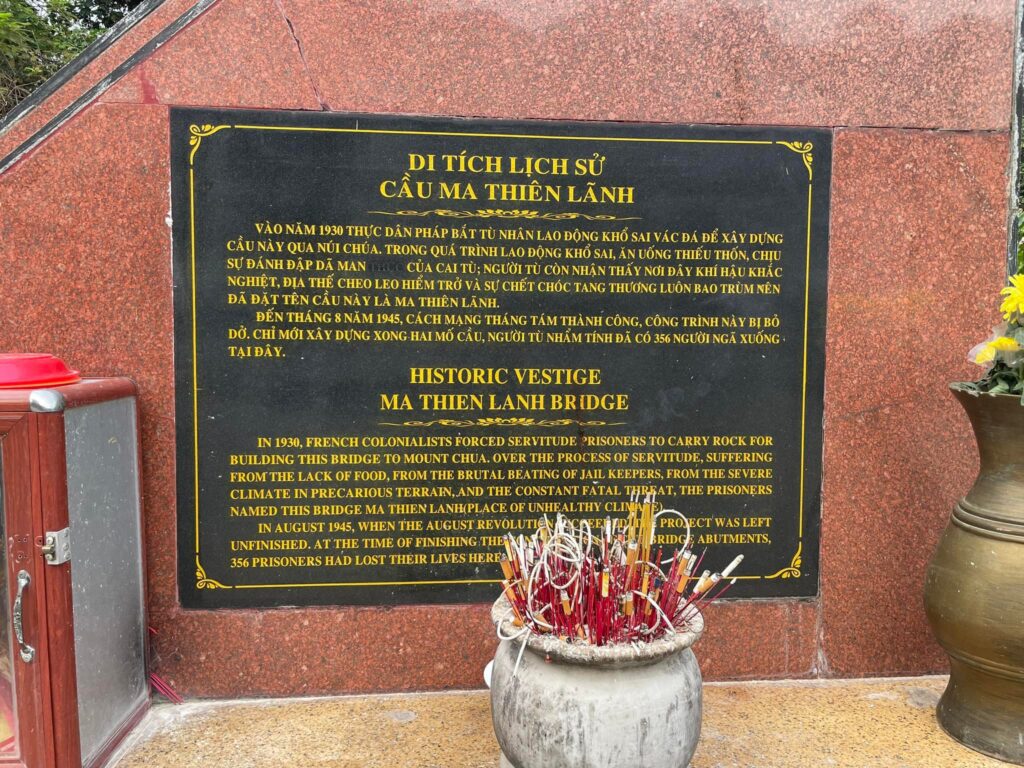 DI TÍCH LỊCH SỬ
CẦU MA THIÊN LÃNH
VÀO NĂM 1930 THỰC DÂN PHÁP BẮT TÙ NHÂN LAO ĐỘNG KHỔ SAI VÁC ĐÁ ĐỂ XÂY DỰNG
CẦU NÀY QUA NÚI CHÚA. TRONG QUÁ TRÌNH LAO ĐỘNG KHỔ SAI, ĂN UỐNG THIẾU THỐN, CHỊU
SỰ ĐÁNH ĐẬP DÃ MAN CỦA CAI TÙ; NGƯỜI TÙ CÒN NHẬN THẤY NƠI ĐÂY KHÍ HẬU KHẮC
NGHIỆT, ĐỊA THẾ CHEO LEO HIỂM TRỞ VÀ SỰ CHẾT CHÓC TANG THƯƠNG LUÔN BAO TRÙM NÊN
ĐÃ ĐẶT TÊN CẦU NÀY LÀ MA THIÊN LÃNH.
ĐẾN THÁNG 8 NĂM 1945, CÁCH MẠNG THÁNG TÁM THÀNH CÔNG, CÔNG TRÌNH NÀY BỊ BỎ
DỞ. CHỈ MỚI XÂY DỰNG XONG HAI MỐ CẦU, NGƯỜI TÙ NHẨM TÍNH ĐÃ CÓ 356 NGƯỜI NGÃ XUỐNG
TẠI ĐÂY.
HISTORIC VESTIGE
MA THIEN LANH BRIDGE
IN 1930, FRENCH COLONIALISTS FORCED SERVITUDE PRISONERS TO CARRY ROCK FOR
BUILDING THIS BRIDGE TO MOUNT CHUA. OVER THE PROCESS OF SERVITUDE, SUFFERING
FROM THE LACK OF FOOD, FROM THE BRUTAL BEATING OF JAIL KEEPERS, FROM THE SEVERE
CLIMATE IN PRECARIOUS TERRAIN, AND THE CONSTANT FATAL THREAT, THE PRISONERS
NAMED THIS BRIDGE MA THIEN LANH(PLACE OF UNHEALTHY
IN AUGUST 1945, WHEN THE AUGUST THE PROJECT WAS LEFT
UNFINISHED. AT THE TIME OF FINISHING THE BRIDGE ABUTMENTS,
356 PRISONERS HAD LOST THEIR LIVES HERE